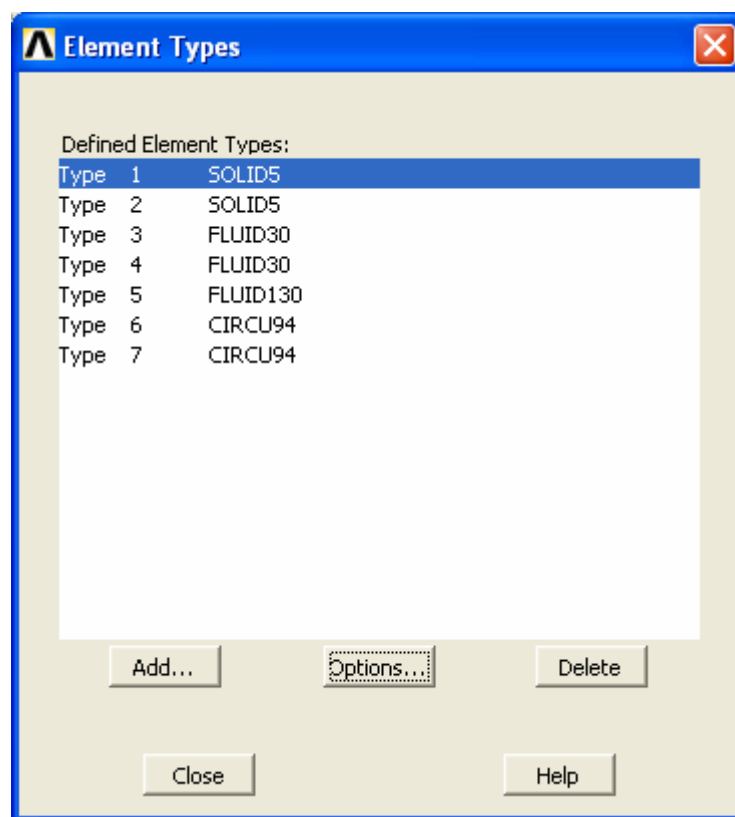 Element Types
Defined Element Types:
Type 1 SOLID5
Type 2 SOLID5
Type 3 FLUID30
Type 4 FLUID30
Type 5 FLUID130
Type 6 CIRCU94
Type 7 CIRCU94
Add... Options... Delete
Close Help